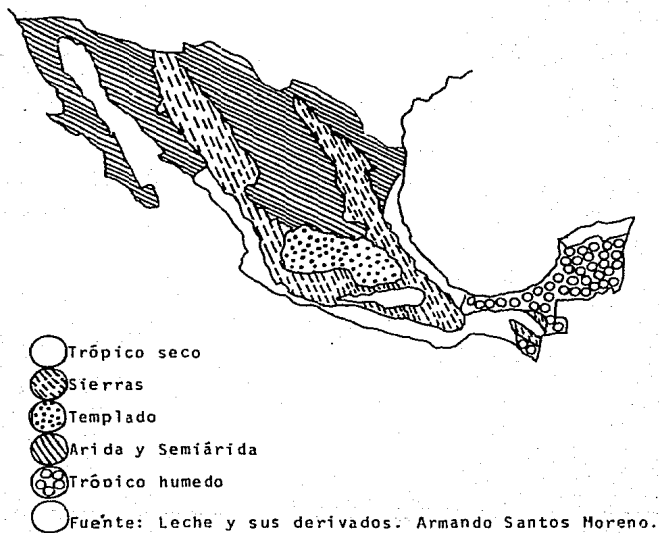 Trópico seco
Sierras
Templado
Arida y Semiárida
Trópico humedo
Fuente: Leche y sus derivados. Armando Santos Moreno.